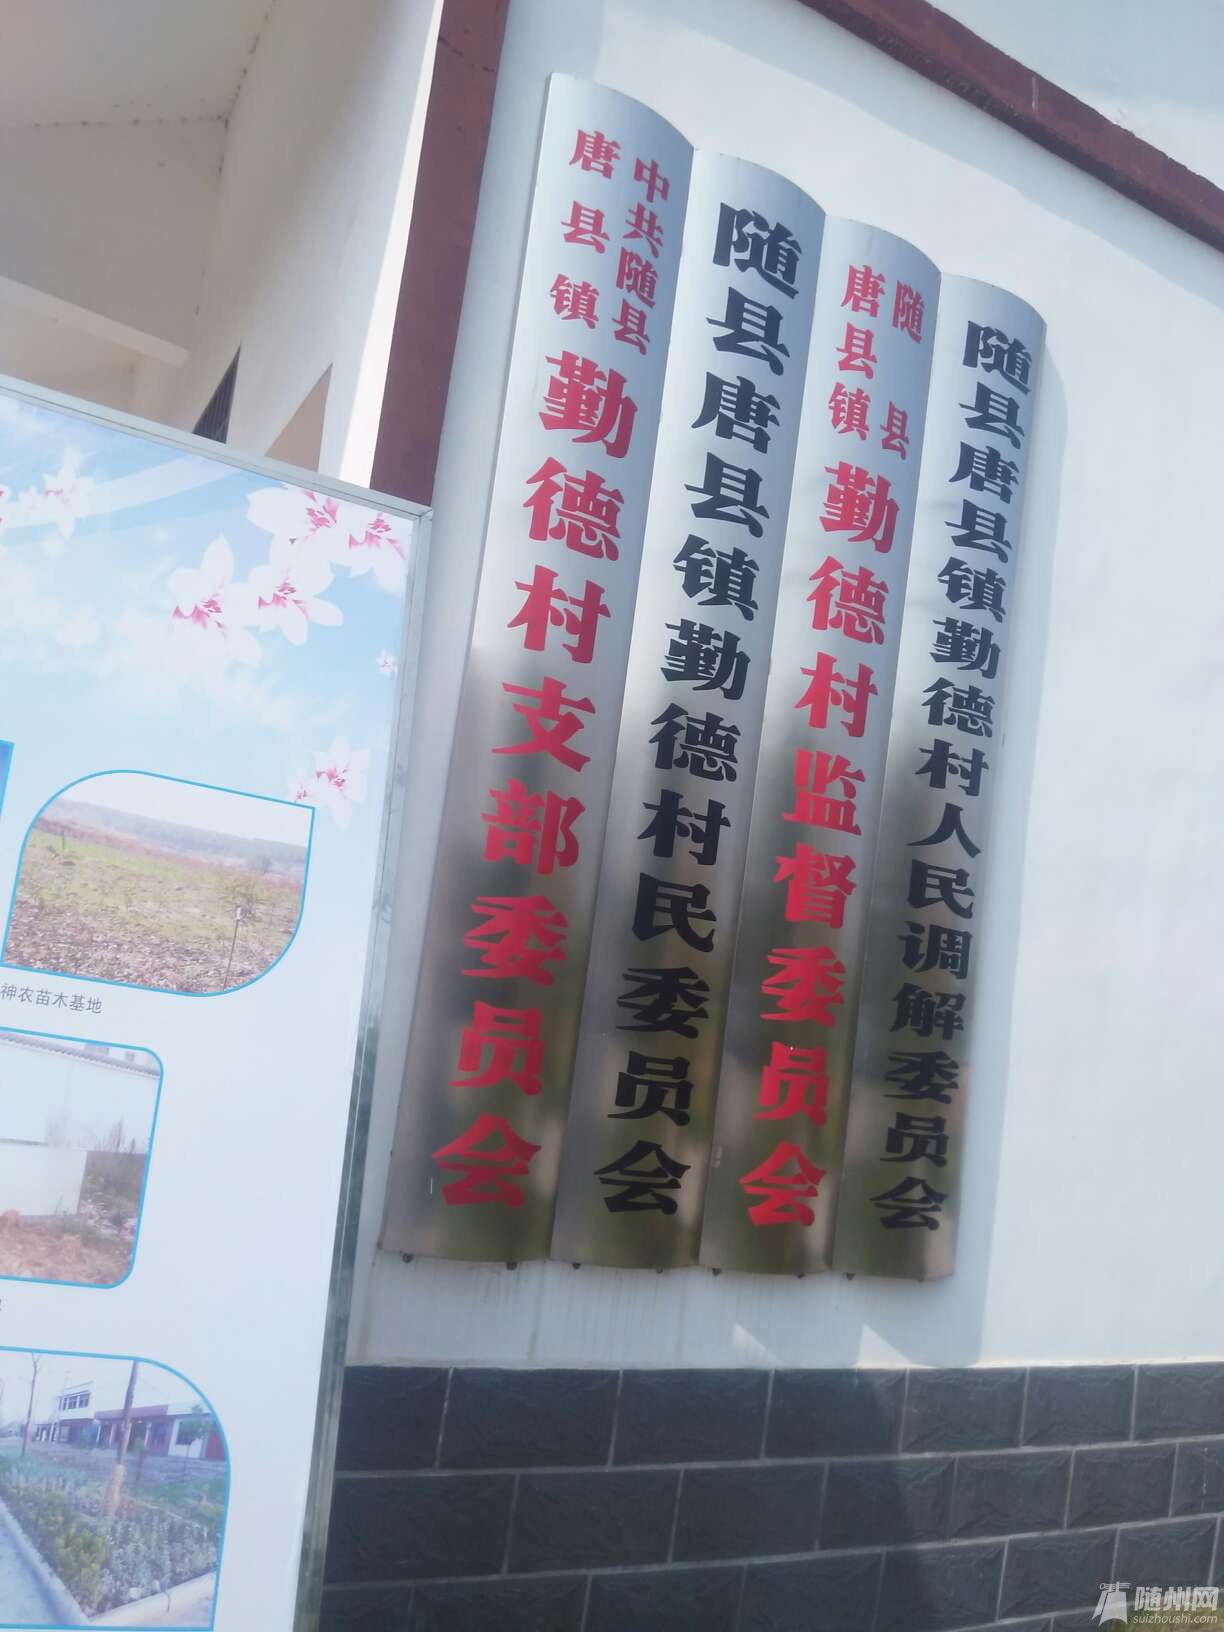 中共随县
唐县镇
勤德村支部委员会
随县唐县镇勤德村民委员会
随县
唐县镇
勤德村监督委员会
随县唐县镇勤德村人民调解委员会
神农苗木基地
随州网
suizhoushi.com